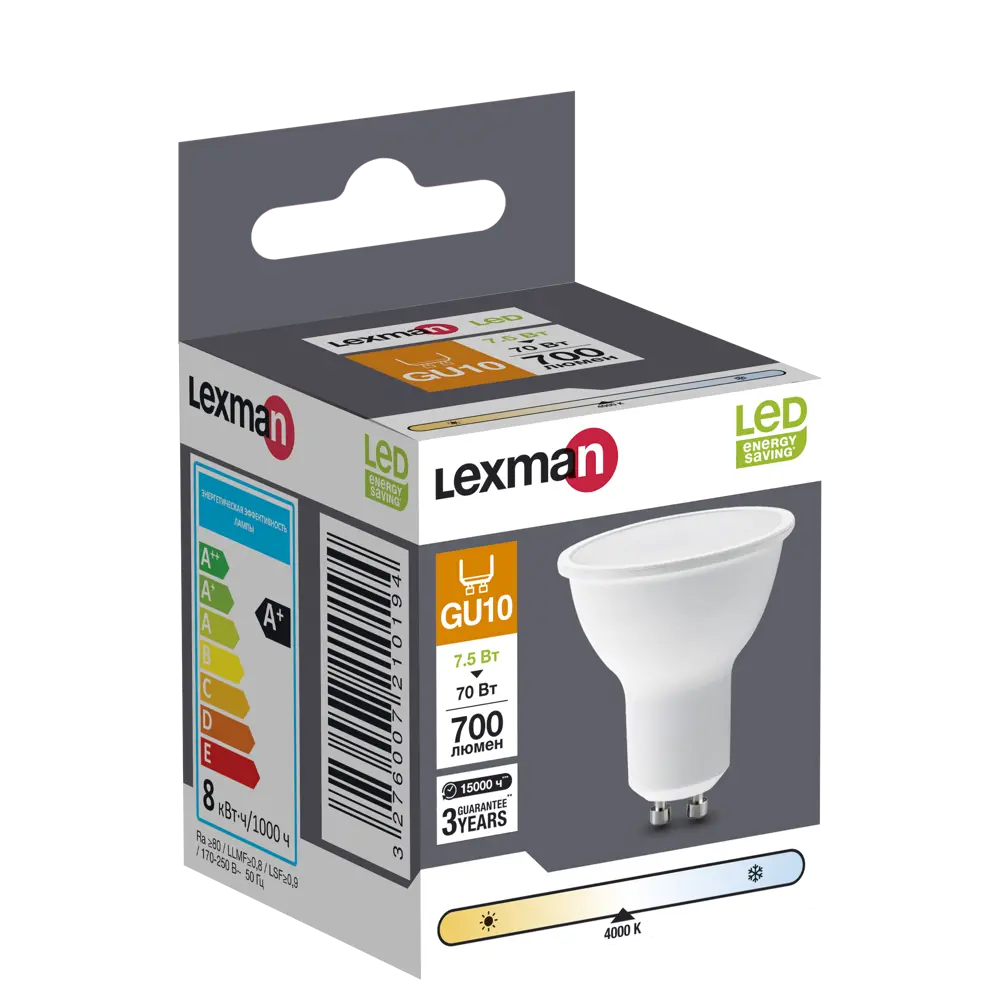 Lexman LED
7.5 Вт
70 Вт
GU10
700
люмен
4000 K
Lexman
LED
ENERGY
SAVING*
ЭНЕРГЕТИЧЕСКАЯ ЭФФЕКТИВНОСТЬ
ЛАМПЫ
A++
A+
A
B
C
D
E
A+
8 кВт·ч/1000 ч
Ra ≥80 / LLMF≥0,8 / LSF≥0,9
/ 170-250 В~ 50 Гц
3 276007 210194
Lexman
LED
ENERGY
SAVING*
GU10
7.5 Вт
70 Вт
700
люмен
15000 ч***
3 GUARANTEE**
YEARS
4000 K